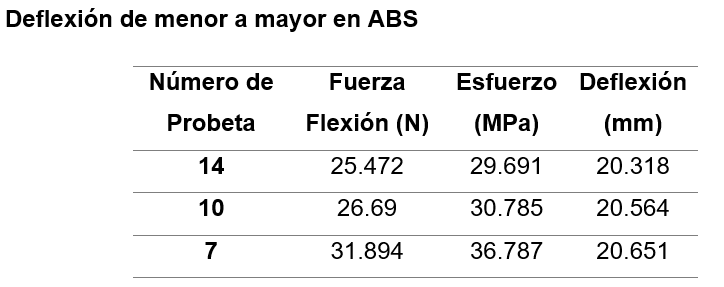 Deflexión de menor a mayor en ABS
Número de Fuerza Esfuerzo Deflexión
Probeta Flexión (N) (MPa) (mm)
14 25.472 29.691 20.318
10 26.69 30.785 20.564
7 31.894 36.787 20.651